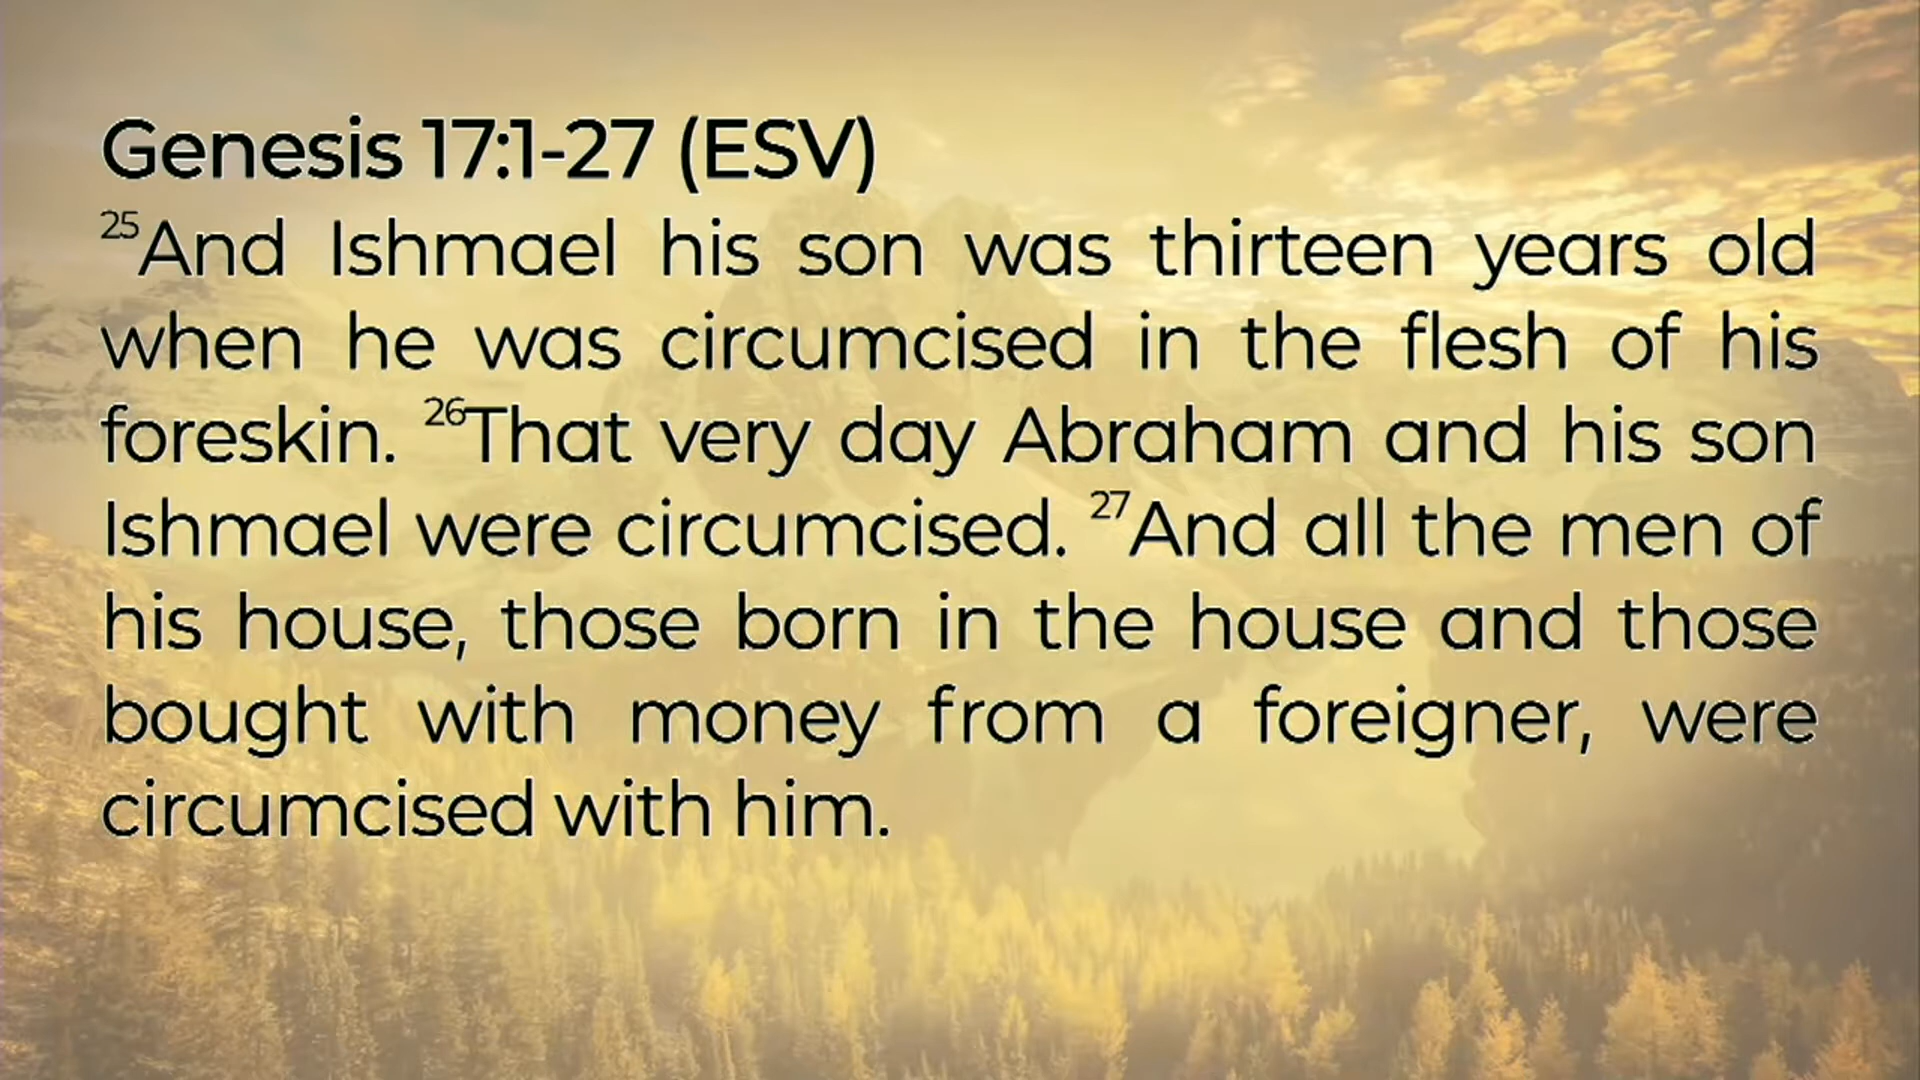 Genesis 17:1-27 (ESV)
25And Ishmael his son was thirteen years old
when he was circumcised in the flesh of his
foreskin. 26That very day Abraham and his son
Ishmael were circumcised. 27And all the men of
his house, those born in the house and those
bought with money from a foreigner, were
circumcised with him.